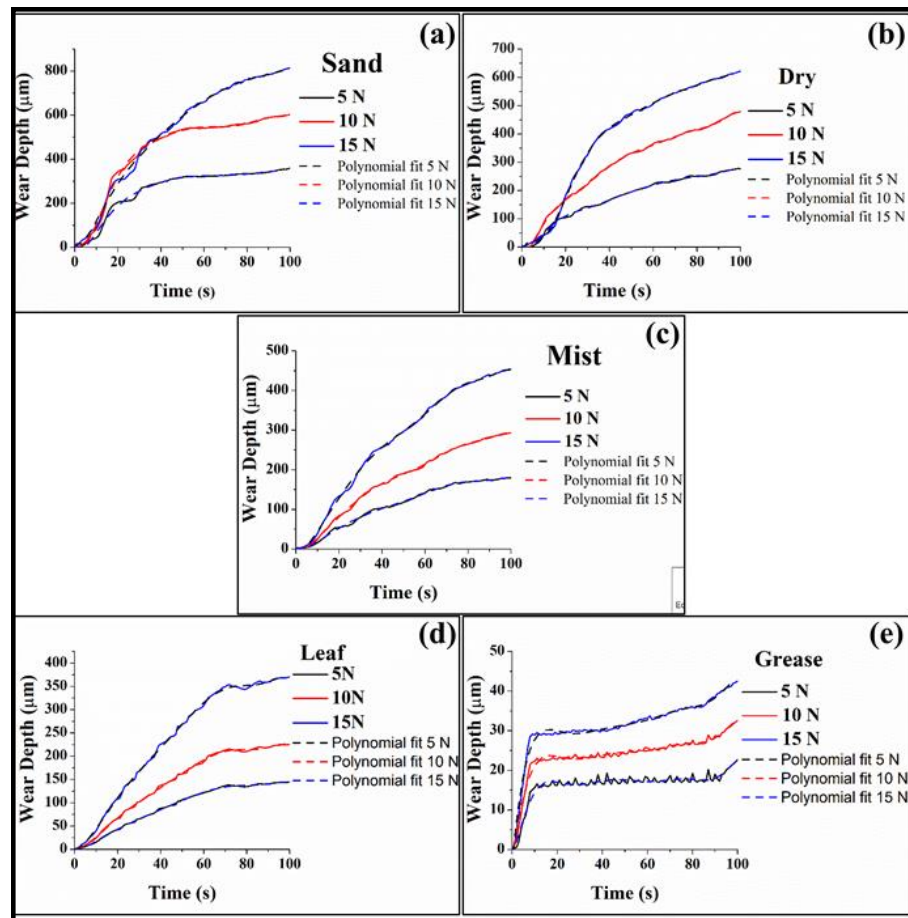 (a)
Sand
5 N
10 N
15 N
Polynomial fit 5 N
Polynomial fit 10 N
Polynomial fit 15 N
Wear Depth (μm)
800
600
400
200
0
0 20 40 60 80 100
Time (s)
(b)
Dry
5 N
10 N
15 N
Polynomial fit 5 N
Polynomial fit 10 N
Polynomial fit 15 N
Wear Depth (μm)
700
600
500
400
300
200
100
0
0 20 40 60 80 100
Time (s)
(c)
Mist
5 N
10 N
15 N
Polynomial fit 5 N
Polynomial fit 10 N
Polynomial fit 15 N
Wear Depth (μm)
500
400
300
200
100
0
0 20 40 60 80 100
Time (s)
(d)
Leaf
5N
10N
15N
Polynomial fit 5 N
Polynomial fit 10 N
Polynomial fit 15 N
Wear Depth (μm)
400
350
300
250
200
150
100
50
0
0 20 40 60 80 100
Time (s)
(e)
Grease
5 N
10 N
15 N
Polynomial fit 5 N
Polynomial fit 10 N
Polynomial fit 15 N
Wear Depth (μm)
50
40
30
20
10
0
0 20 40 60 80 100
Time (s)